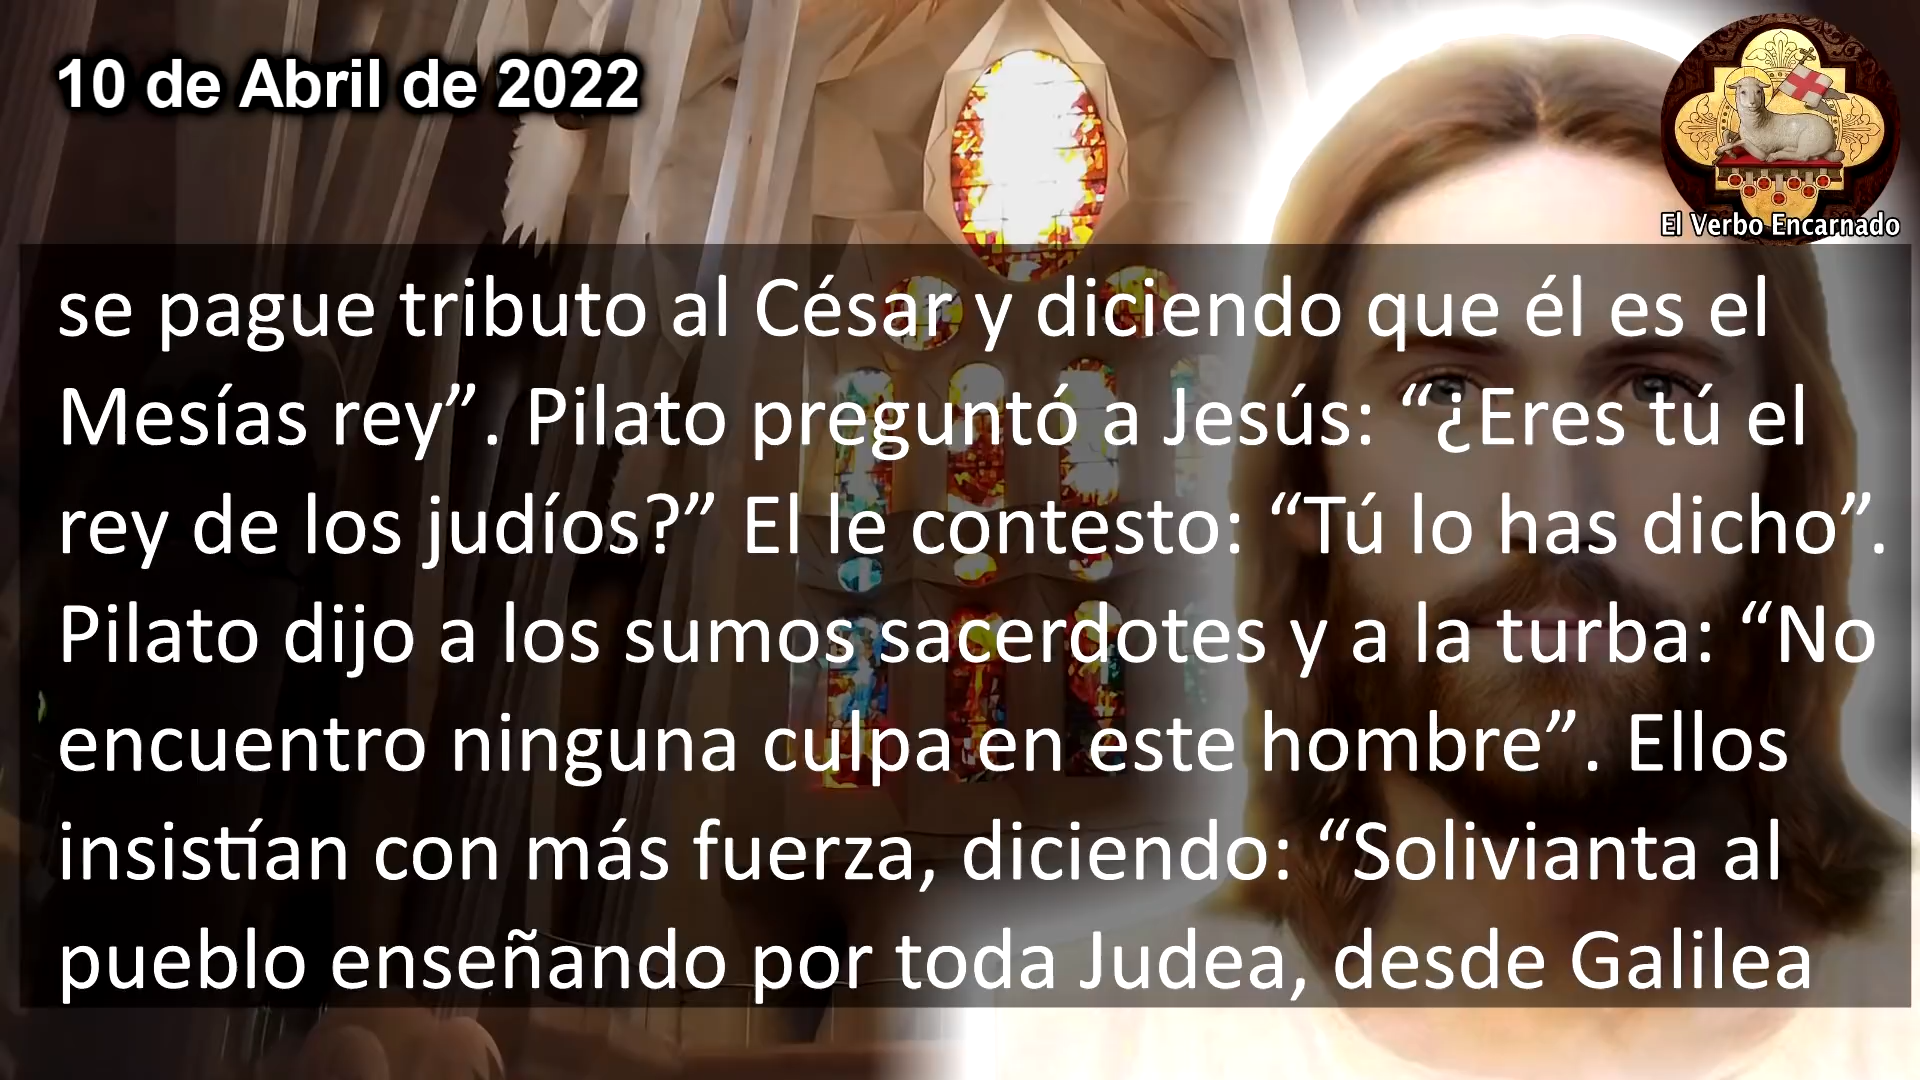 10 de Abril de 2022
El Verbo Encarnado
se pague tributo al César y diciendo que él es el
Mesías rey”. Pilato preguntó a Jesús: “¿Eres tú el
rey de los judíos?” El le contesto: “Tú lo has dicho”.
Pilato dijo a los sumos sacerdotes y a la turba: “No
encuentro ninguna culpa en este hombre”. Ellos
insistían con más fuerza, diciendo: “Solivianta al
pueblo enseñando por toda Judea, desde Galilea